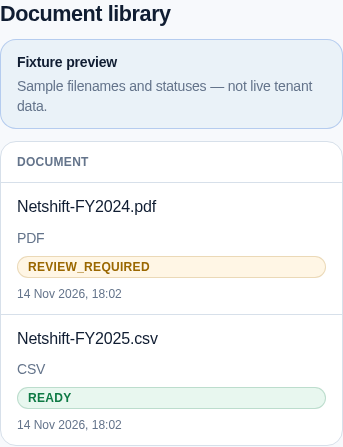 Document library
Fixture preview
Sample filenames and statuses — not live tenant
data.
DOCUMENT
Netshift-FY2024.pdf
PDF
REVIEW_REQUIRED
14 Nov 2026, 18:02
Netshift-FY2025.csv
CSV
READY
14 Nov 2026, 18:02